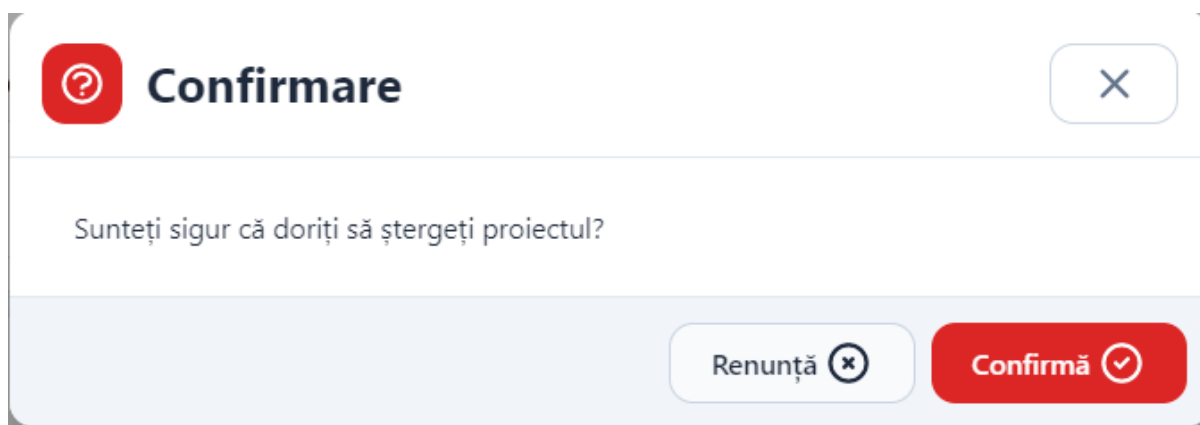 Confirmare
Sunteți sigur că doriți să ștergeți proiectul?
Renunță
Confirmă